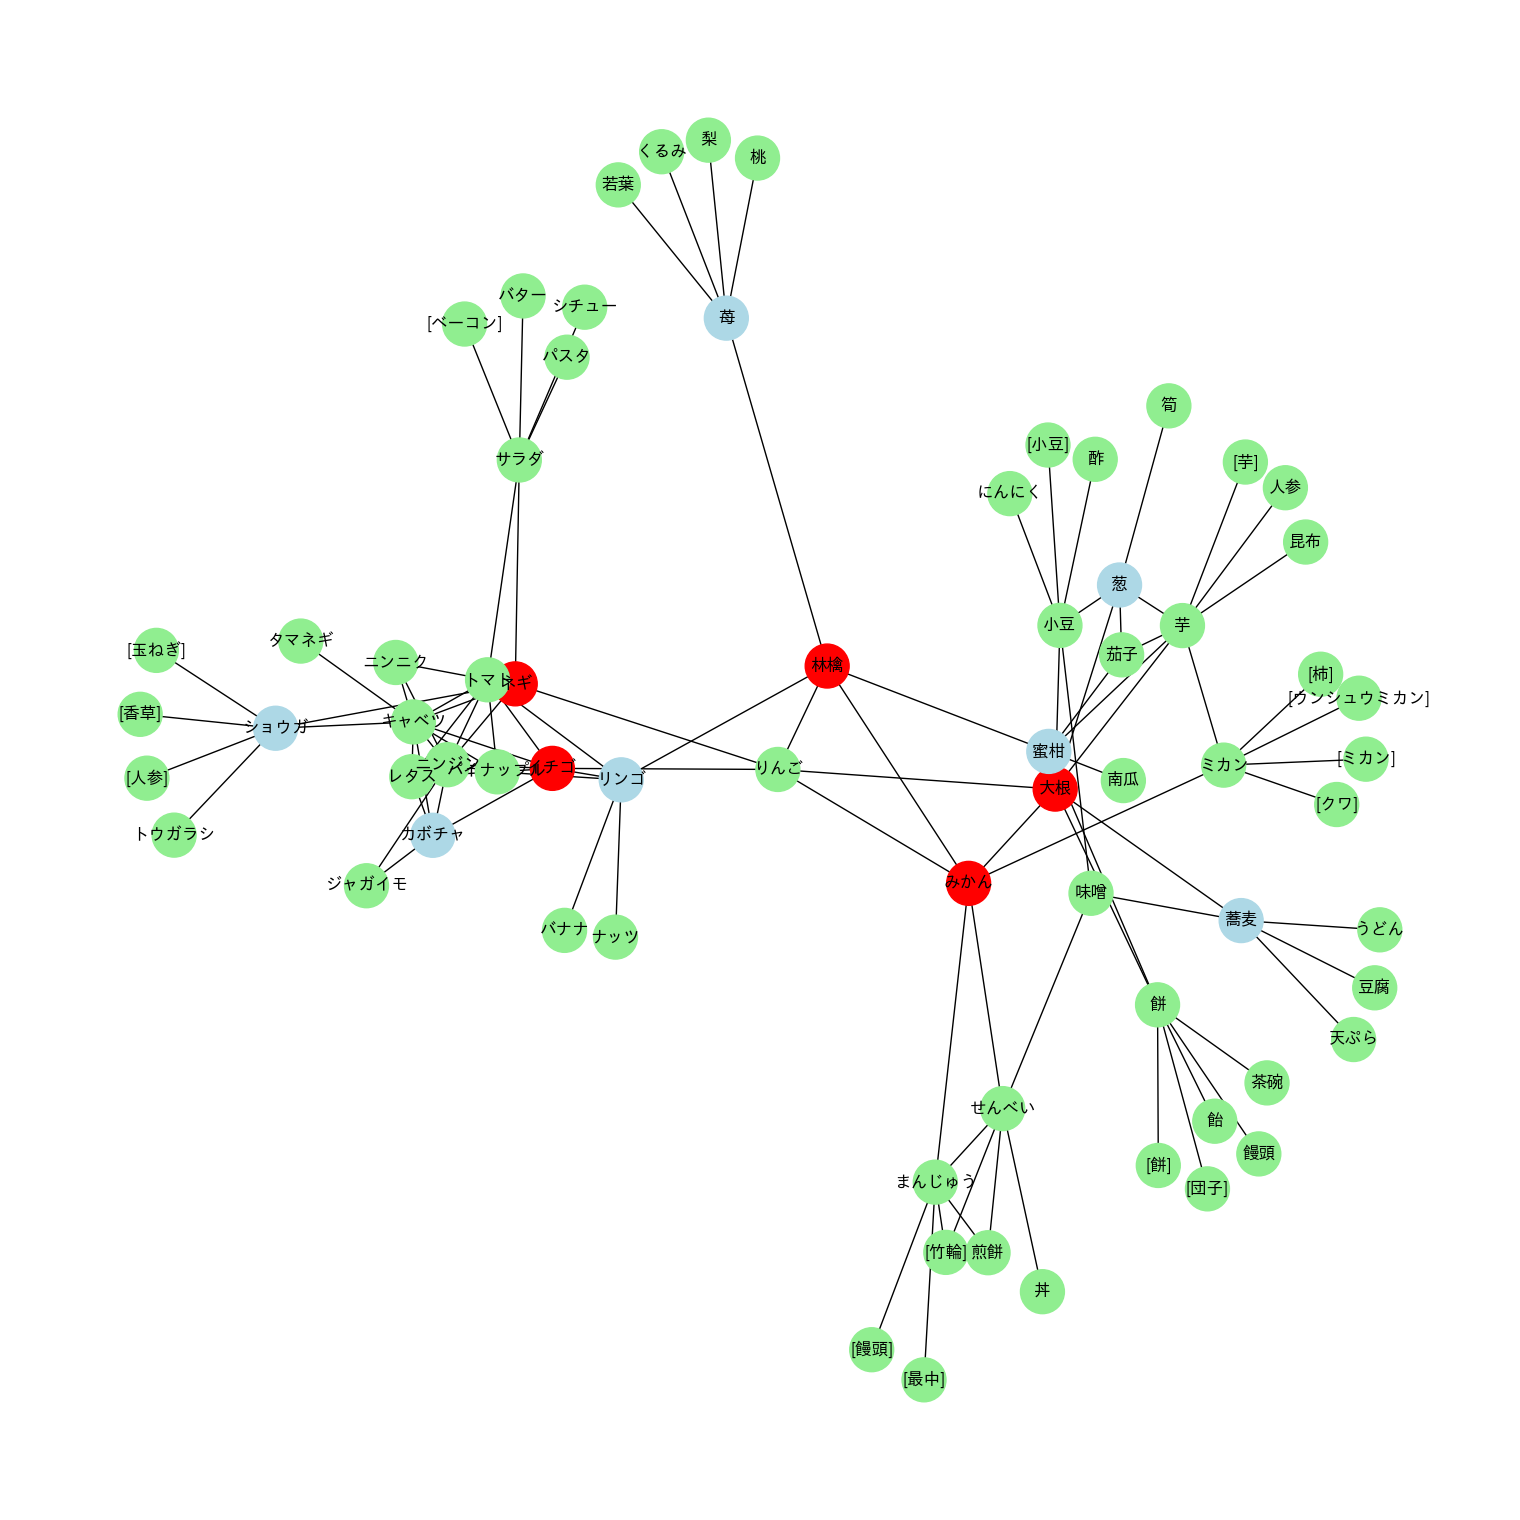 梨
くるみ
桃
若葉
バター
シチュー
苺
[ベーコン]
パスタ
筍
[小豆]
サラダ
酢
[芋]
人参
にんにく
昆布
葱
小豆
芋
タマネギ
[玉ねぎ]
茄子
ニンニク
林檎
[柿]
トマト
ネギ
[ウンシュウミカン]
[香草]
キャベツ
ショウガ
蜜柑
[ミカン]
ニンジン
ミカン
イチゴ
りんご
パイナップル
レタス
[人参]
リンゴ
南瓜
大根
[クワ]
トウガラシ
カボチャ
みかん
ジャガイモ
味噌
蕎麦
バナナ
うどん
ナッツ
豆腐
餅
天ぷら
茶碗
せんべい
飴
饅頭
[餅]
まんじゅう
[団子]
[竹輪]
煎餅
丼
[饅頭]
[最中]